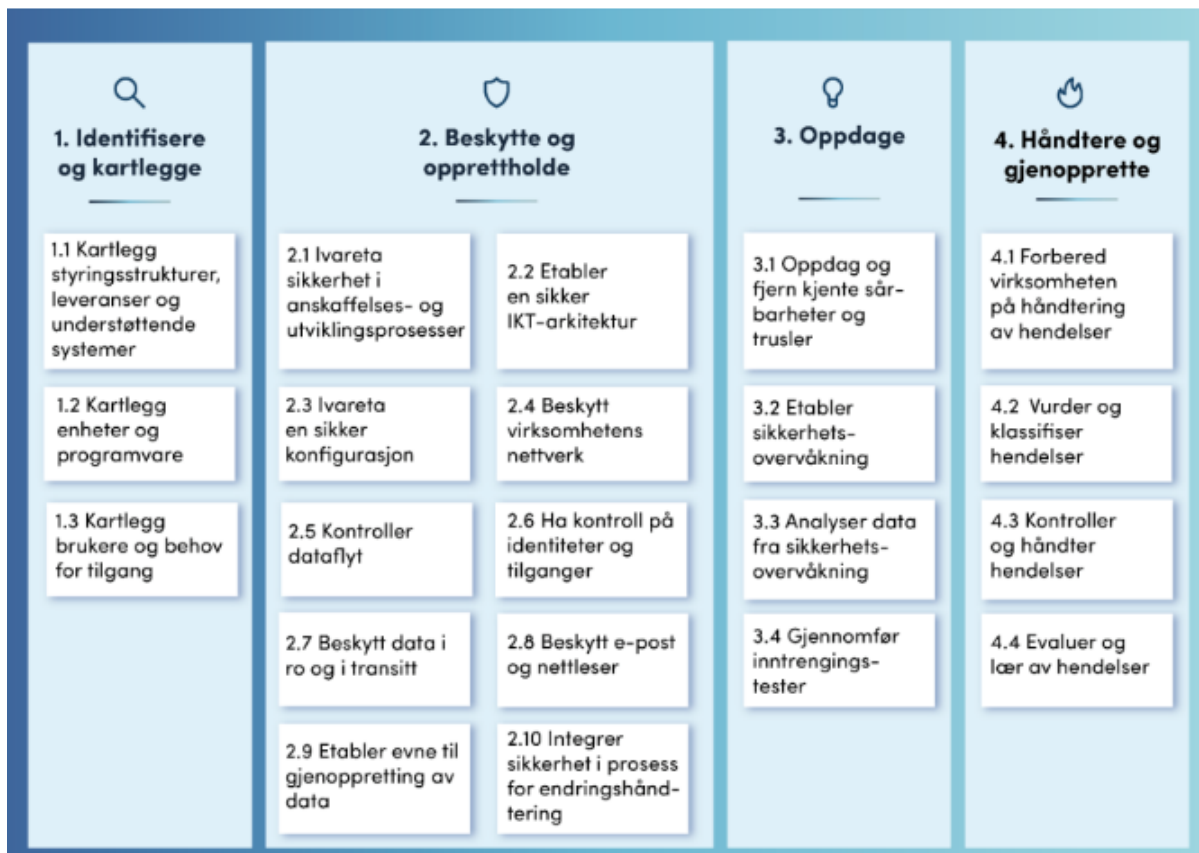 1. Identifisere
og kartlegge
1.1 Kartlegg
styringsstrukturer,
leveranser og
understøttende
systemer
1.2 Kartlegg
enheter og
programvare
1.3 Kartlegg
brukere og behov
for tilgang
2. Beskytte og
opprettholde
2.1 Ivareta
sikkerhet i
anskaffelses- og
utviklingsprosesser
2.2 Etabler
en sikker
IKT-arkitektur
2.3 Ivareta
en sikker
konfigurasjon
2.4 Beskytt
virksomhetens
nettverk
2.5 Kontroller
dataflyt
2.6 Ha kontroll på
identiteter og
tilganger
2.7 Beskytt data i
ro og i transitt
2.8 Beskytt e-post
og nettleser
2.9 Etabler evne til
gjenoppretting av
data
2.10 Integrer
sikkerhet i prosess
for endringshånd-
tering
3. Oppdage
3.1 Oppdag og
fjern kjente sår-
barheter og
trusler
3.2 Etabler
sikkerhets-
overvåkning
3.3 Analyser data
fra sikkerhets-
overvåkning
3.4 Gjennomfør
inntrengings-
tester
4. Håndtere og
gjenopprette
4.1 Forbered
virksomheten
på håndtering
av hendelser
4.2 Vurder og
klassifiser
hendelser
4.3 Kontroller
og håndter
hendelser
4.4 Evaluer og
lær av hendelser